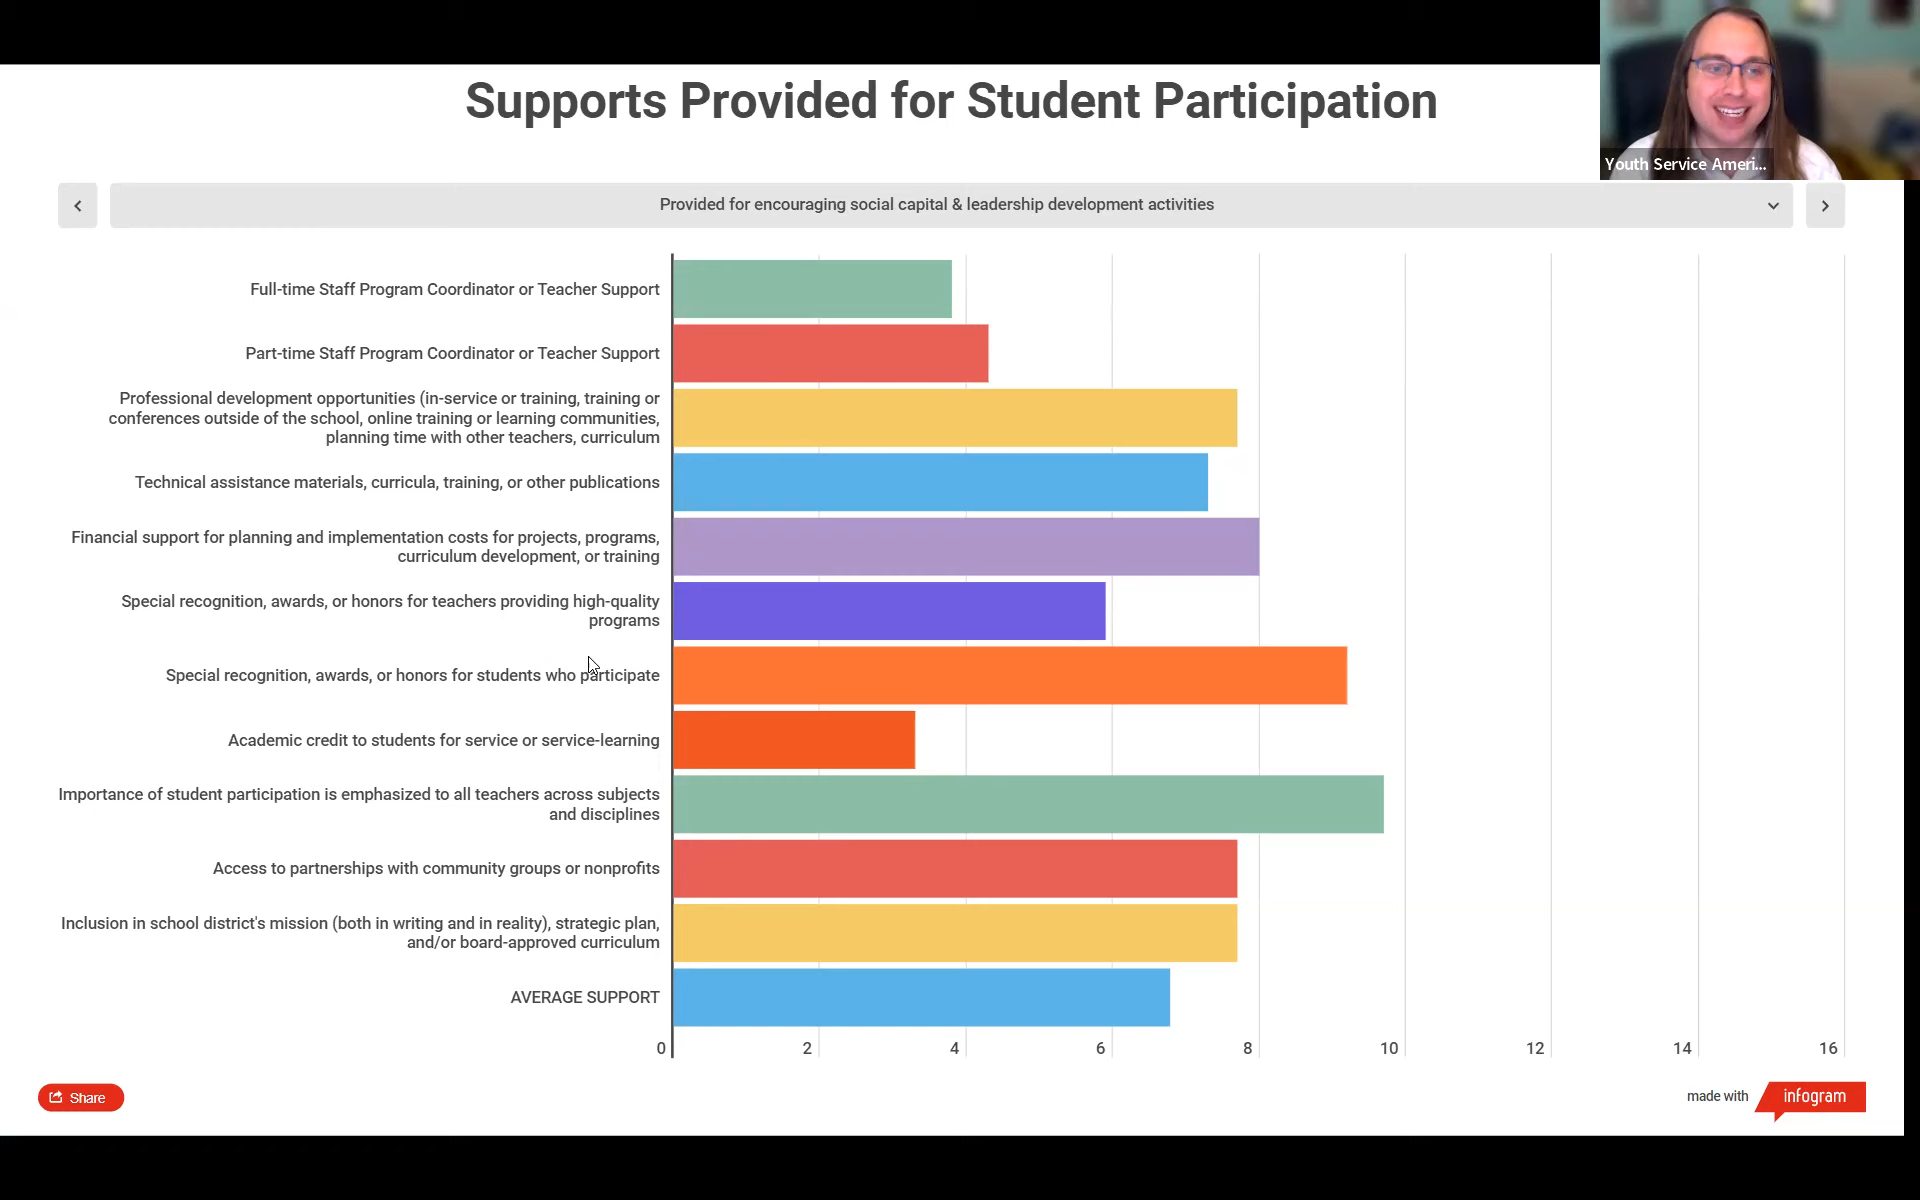 Supports Provided for Student Participation
Youth Service Ameri...
Provided for encouraging social capital & leadership development activities
Full-time Staff Program Coordinator or Teacher Support
Part-time Staff Program Coordinator or Teacher Support
Professional development opportunities (in-service or training, training or
conferences outside of the school, online training or learning communities,
planning time with other teachers, curriculum
Technical assistance materials, curricula, training, or other publications
Financial support for planning and implementation costs for projects, programs,
curriculum development, or training
Special recognition, awards, or honors for teachers providing high-quality
programs
Special recognition, awards, or honors for students who participate
Academic credit to students for service or service-learning
Importance of student participation is emphasized to all teachers across subjects
and disciplines
Access to partnerships with community groups or nonprofits
Inclusion in school district's mission (both in writing and in reality), strategic plan,
and/or board-approved curriculum
AVERAGE SUPPORT
0 2 4 6 8 10 12 14 16
Share
made with infogram